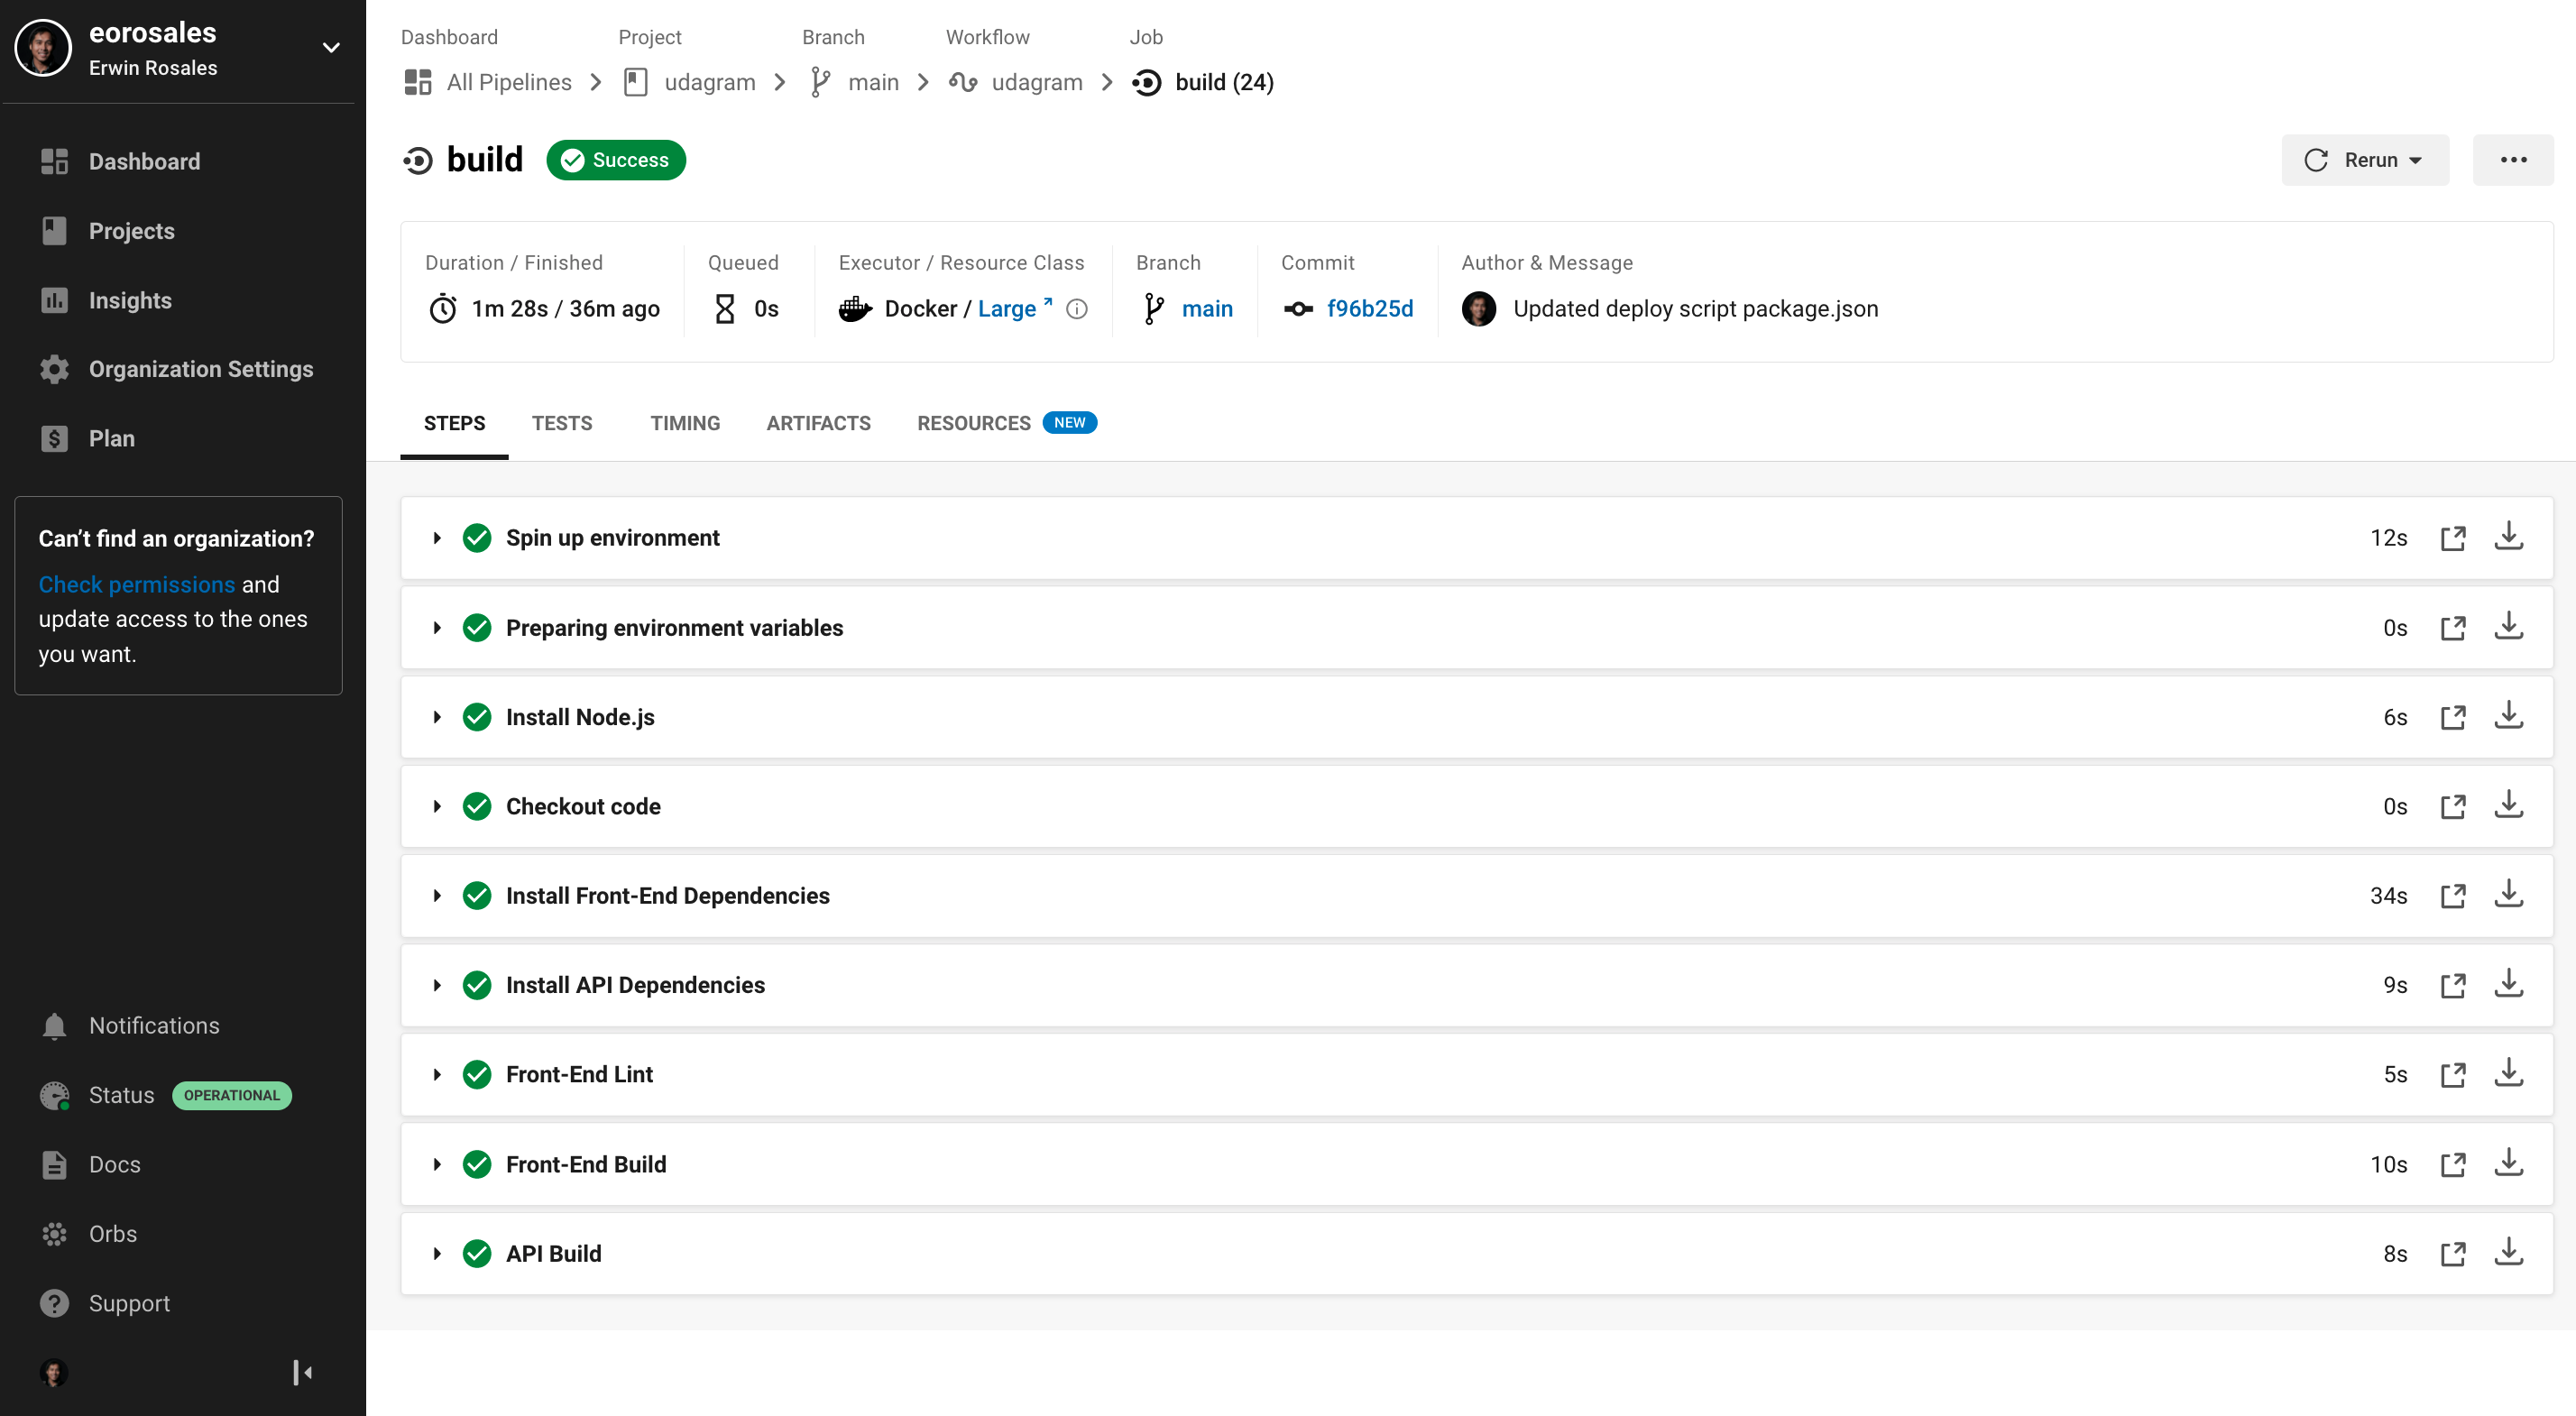 eorosales
Erwin Rosales
Dashboard
Projects
Insights
Organization Settings
Plan
Can't find an organization?
Check permissions and
update access to the ones
you want.
Notifications
Status OPERATIONAL
Docs
Orbs
Support
Dashboard Project Branch Workflow Job
All Pipelines udagram main udagram build (24)
build Success Rerun
Duration / Finished Queued Executor / Resource Class Branch Commit Author & Message
1m 28s / 36m ago 0s Docker / Large main f96b25d Updated deploy script package.json
STEPS TESTS TIMING ARTIFACTS RESOURCES NEW
Spin up environment 12s
Preparing environment variables 0s
Install Node.js 6s
Checkout code 0s
Install Front-End Dependencies 34s
Install API Dependencies 9s
Front-End Lint 5s
Front-End Build 10s
API Build 8s